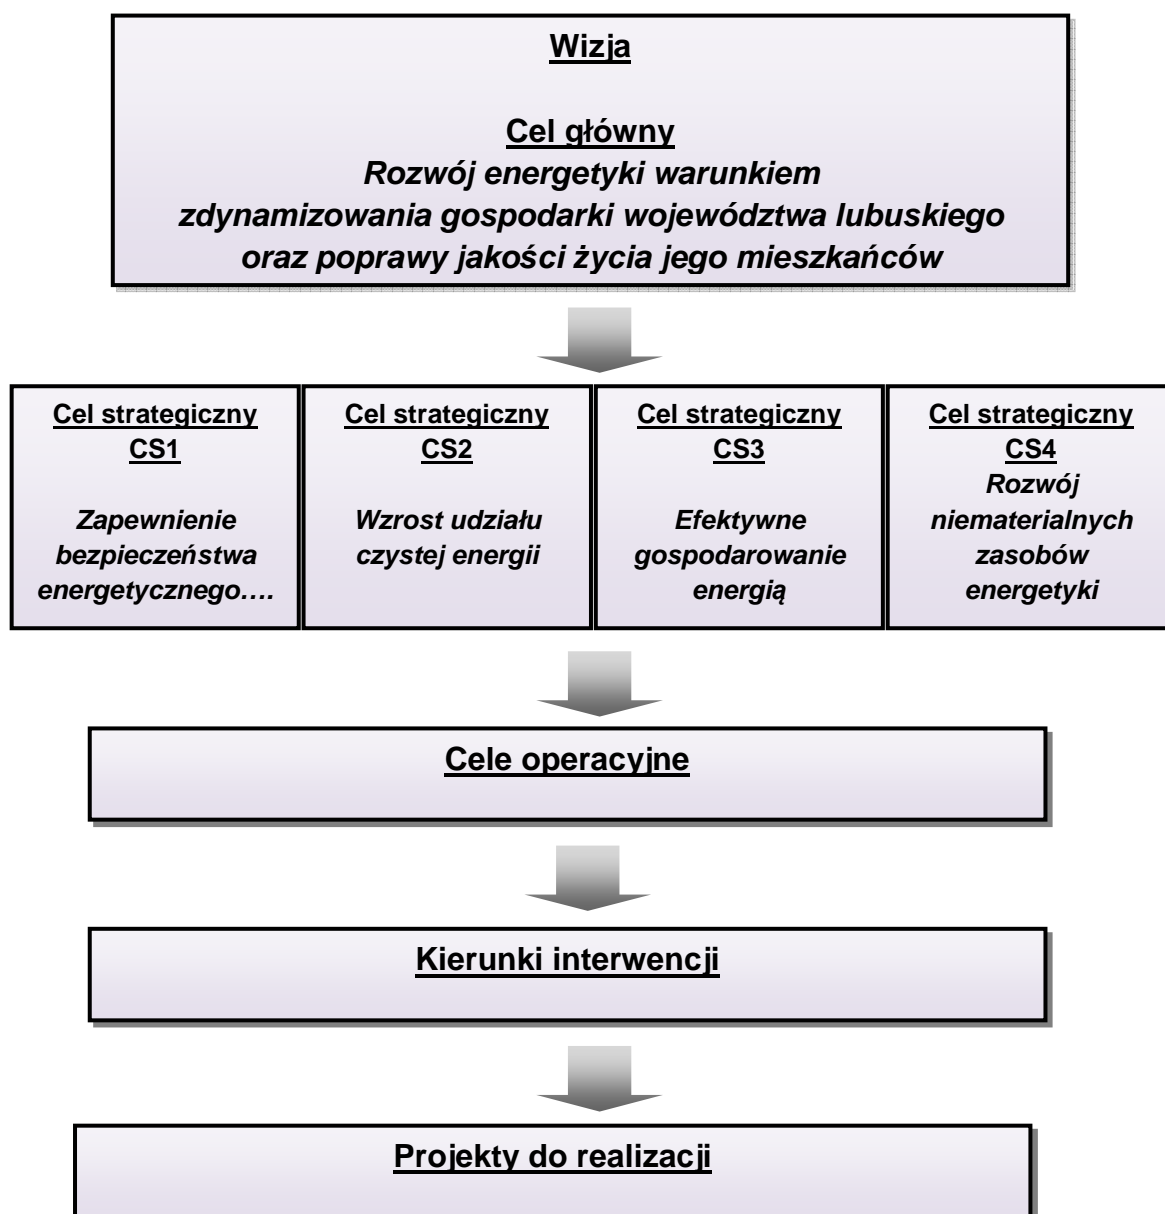 Wizja
Cel główny
Rozwój energetyki warunkiem
zdynamizowania gospodarki województwa lubuskiego
oraz poprawy jakości życia jego mieszkańców
Cel strategiczny
CS1
Zapewnienie
bezpieczeństwa
energetycznego....
Cel strategiczny
CS2
Wzrost udziału
czystej energii
Cel strategiczny
CS3
Efektywne
gospodarowanie
energią
Cel strategiczny
CS4
Rozwój
niematerialnych
zasobów
energetyki
Cele operacyjne
Kierunki interwencji
Projekty do realizacji